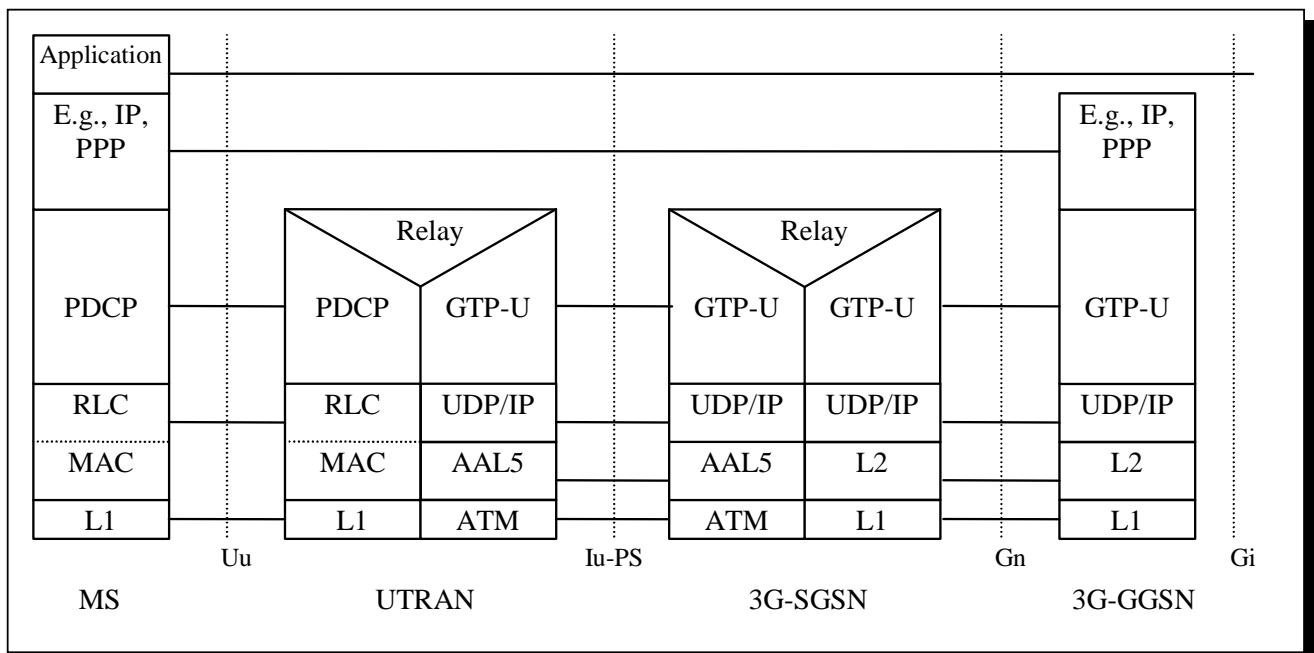 Application
E.g., IP,
PPP
E.g., IP,
PPP
Relay
Relay
PDCP
PDCP
GTP-U
GTP-U
GTP-U
GTP-U
RLC
RLC
UDP/IP
UDP/IP
UDP/IP
UDP/IP
MAC
MAC
AAL5
AAL5
L2
L2
L1
L1
ATM
ATM
L1
L1
Uu
Iu-PS
Gn
Gi
MS
UTRAN
3G-SGSN
3G-GGSN